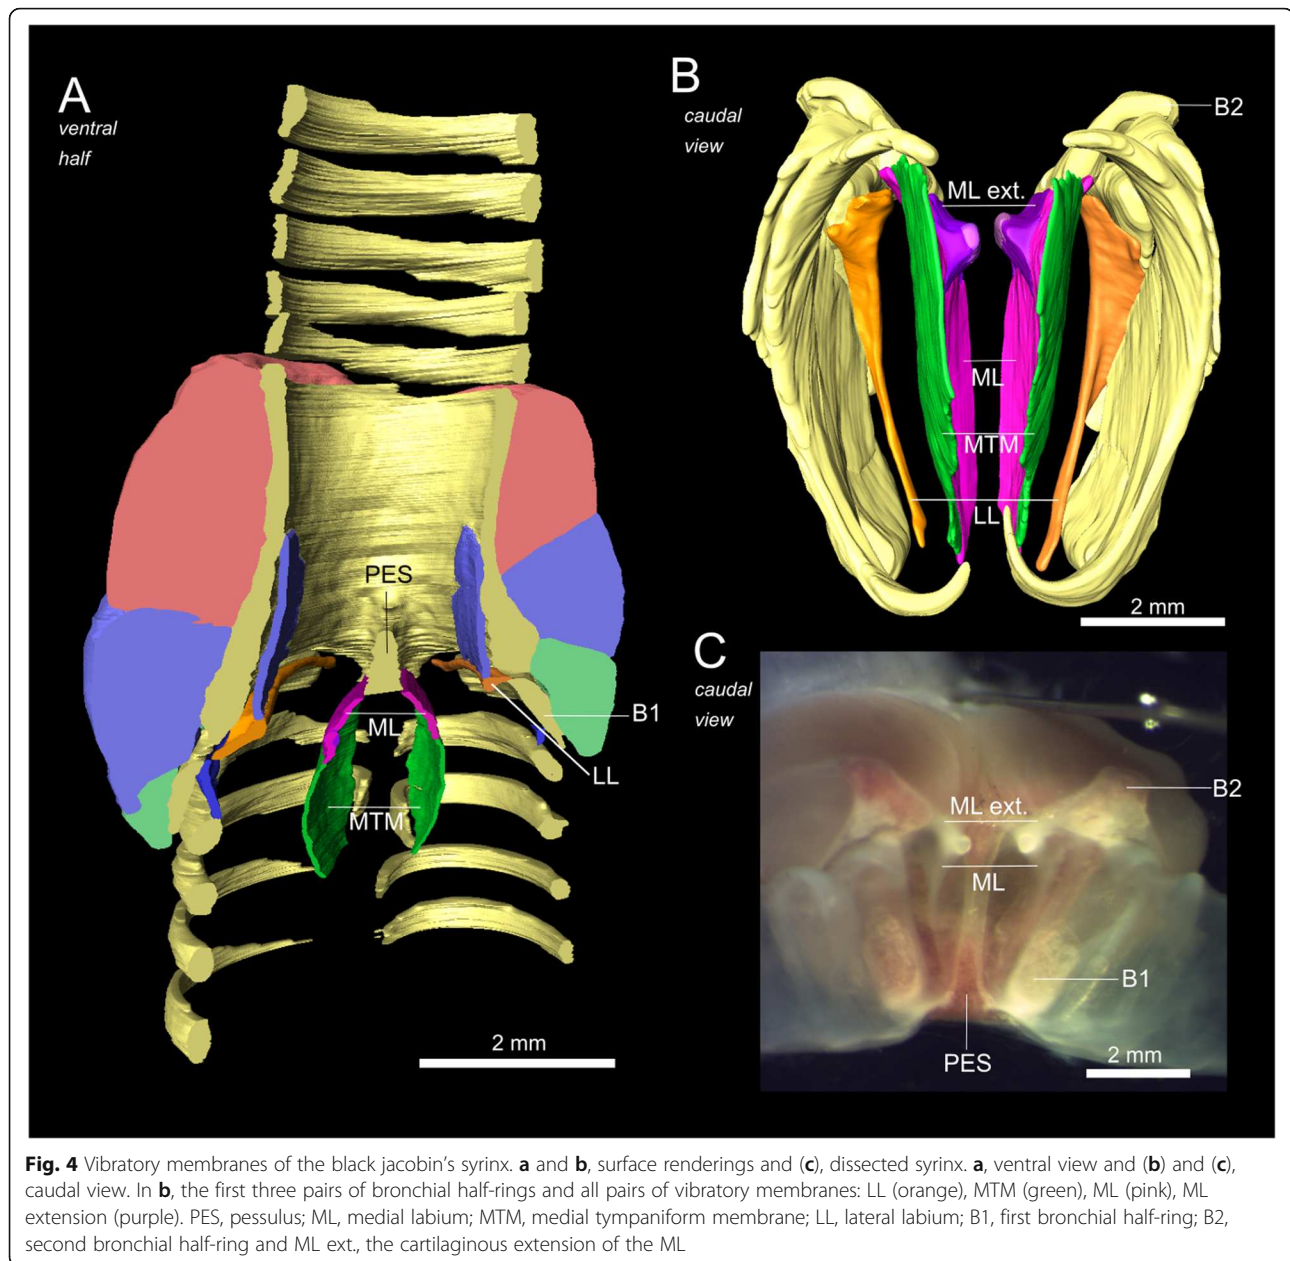 A
ventral
half
PES
ML
B1
LL
MTM
2 mm
B
caudal
view
B2
ML ext.
ML
MTM
LL
2 mm
C
caudal
view
B2
ML ext.
ML
B1
PES
2 mm
Fig. 4 Vibratory membranes of the black jacobin’s syrinx. a and b, surface renderings and (c), dissected syrinx. a, ventral view and (b) and (c),
caudal view. In b, the first three pairs of bronchial half-rings and all pairs of vibratory membranes: LL (orange), MTM (green), ML (pink), ML
extension (purple). PES, pessulus; ML, medial labium; MTM, medial tympaniform membrane; LL, lateral labium; B1, first bronchial half-ring; B2,
second bronchial half-ring and ML ext., the cartilaginous extension of the ML